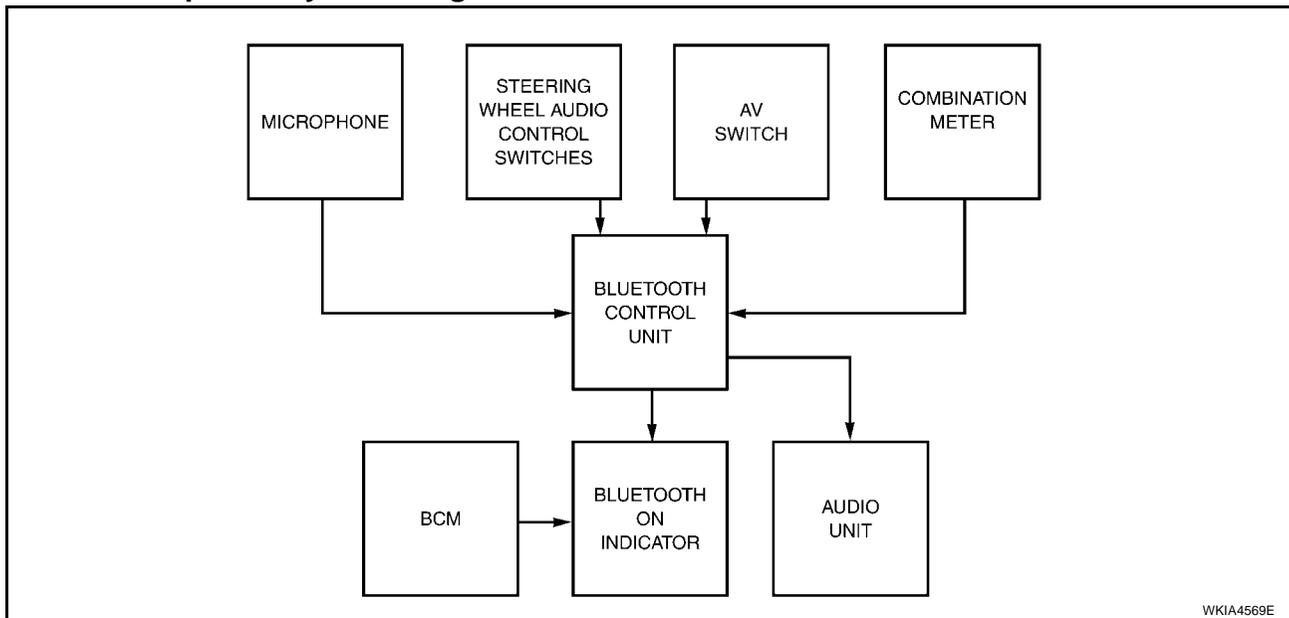 MICROPHONE
STEERING
WHEEL AUDIO
CONTROL
SWITCHES
AV
SWITCH
COMBINATION
METER
BLUETOOTH
CONTROL
UNIT
BCM
BLUETOOTH
ON
INDICATOR
AUDIO
UNIT
WKIA4569E